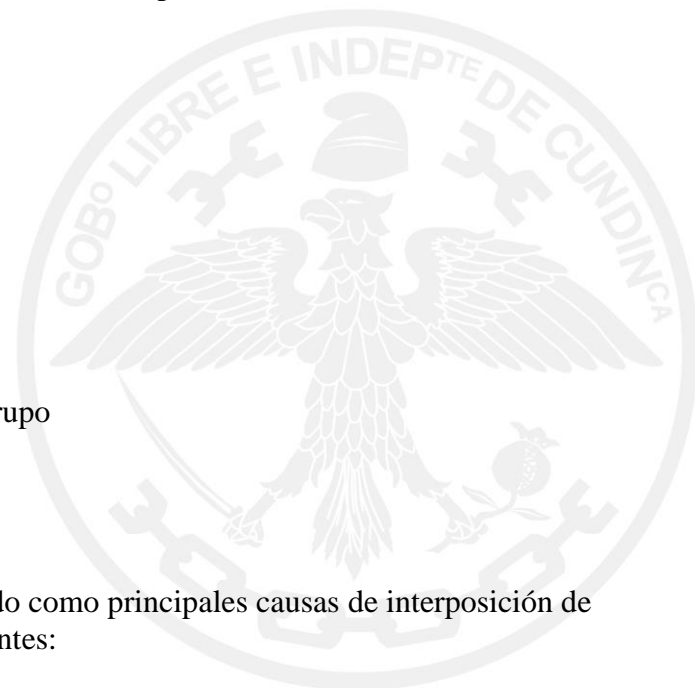 GOBº LIBRE E INDEPTE DE CUNDINCA
rupo
do como principales causas de interposición de
ntes: